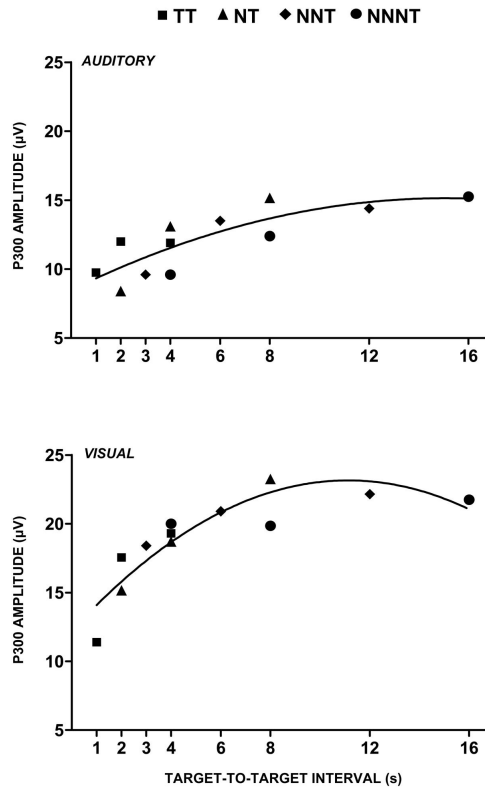 ■ TT ▲ NT ◆ NNT ● NNNT
AUDITORY
P300 AMPLITUDE (µV)
25
20
15
10
5
1 2 3 4 6 8 12 16
VISUAL
P300 AMPLITUDE (µV)
25
20
15
10
5
1 2 3 4 6 8 12 16
TARGET-TO-TARGET INTERVAL (s)